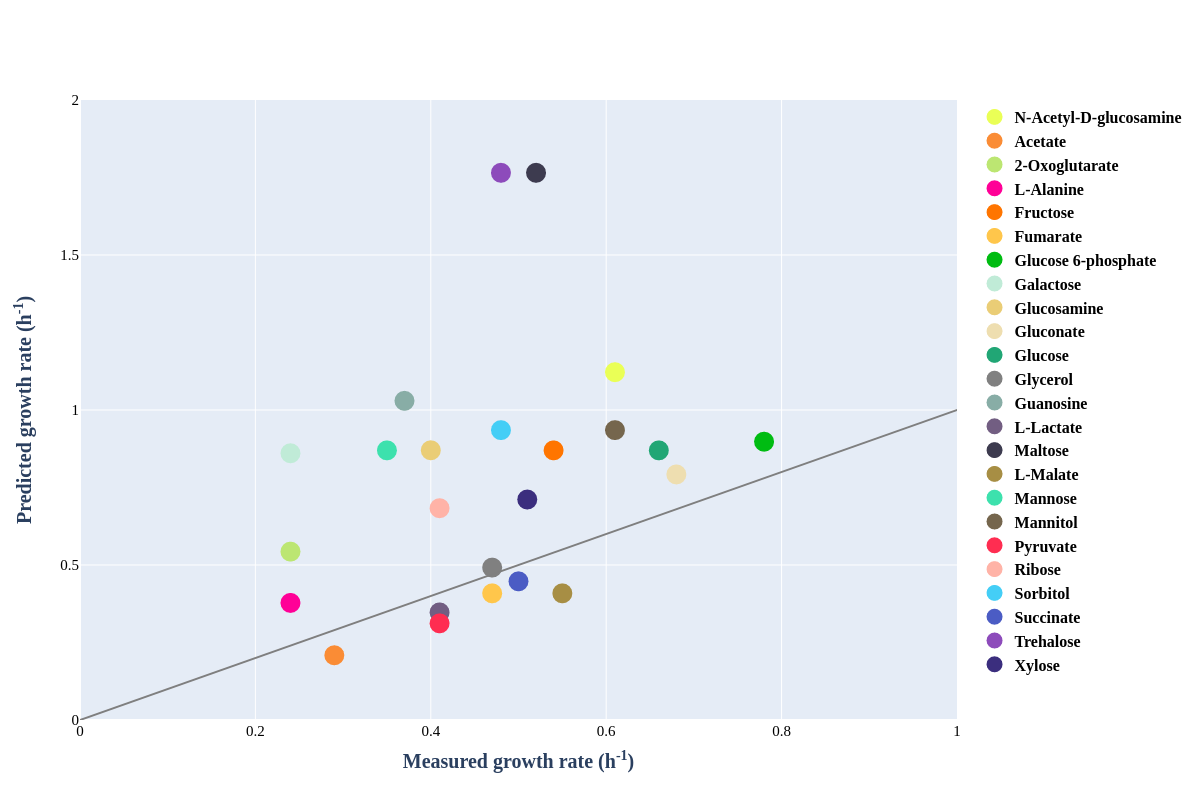 2
1.5
1
0.5
0
0
0.2
0.4
0.6
0.8
1
Predicted growth rate (h-1)
Measured growth rate (h-1)
N-Acetyl-D-glucosamine
Acetate
2-Oxoglutarate
L-Alanine
Fructose
Fumarate
Glucose 6-phosphate
Galactose
Glucosamine
Gluconate
Glucose
Glycerol
Guanosine
L-Lactate
Maltose
L-Malate
Mannose
Mannitol
Pyruvate
Ribose
Sorbitol
Succinate
Trehalose
Xylose